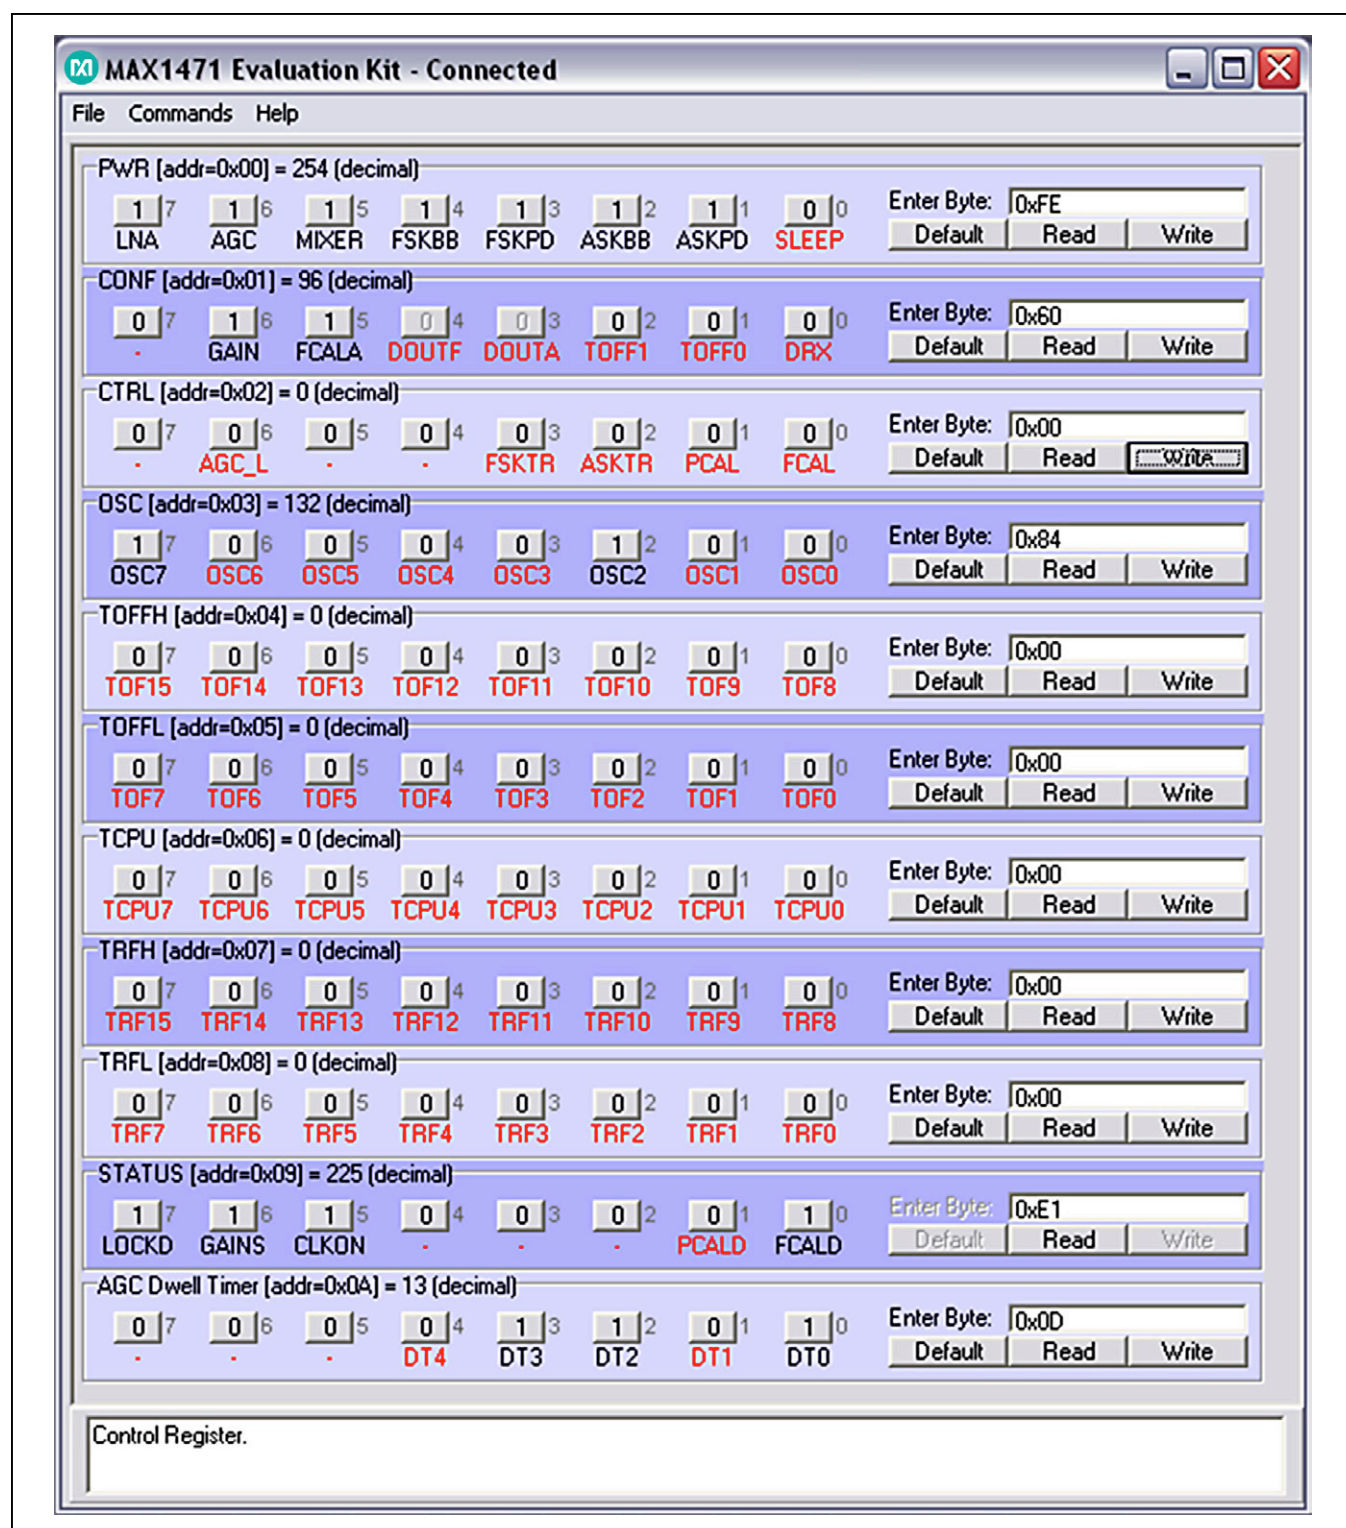 MAX1471 Evaluation Kit - Connected
File Commands Help
PWR [addr=0x00] = 254 (decimal)
1 7 1 6 1 5 1 4 1 3 1 2 1 1 0 0 Enter Byte: 0xFE
LNA AGC MIXER FSKBB FSKPD ASKBB ASKPD SLEEP Default Read Write
CONF [addr=0x01] = 96 (decimal)
0 7 1 6 1 5 0 4 0 3 0 2 0 1 0 0 Enter Byte: 0x60
- GAIN FCALA DOUTF DOUTA TOFF1 TOFF0 DRX Default Read Write
CTRL [addr=0x02] = 0 (decimal)
0 7 0 6 0 5 0 4 0 3 0 2 0 1 0 0 Enter Byte: 0x00
- AGC_L - - FSKTR ASKTR PCAL FCAL Default Read Write
OSC [addr=0x03] = 132 (decimal)
1 7 0 6 0 5 0 4 0 3 1 2 0 1 0 0 Enter Byte: 0x84
OSC7 OSC6 OSC5 OSC4 OSC3 OSC2 OSC1 OSC0 Default Read Write
TOFFH [addr=0x04] = 0 (decimal)
0 7 0 6 0 5 0 4 0 3 0 2 0 1 0 0 Enter Byte: 0x00
TOF15 TOF14 TOF13 TOF12 TOF11 TOF10 TOF9 TOF8 Default Read Write
TOFFL [addr=0x05] = 0 (decimal)
0 7 0 6 0 5 0 4 0 3 0 2 0 1 0 0 Enter Byte: 0x00
TOF7 TOF6 TOF5 TOF4 TOF3 TOF2 TOF1 TOF0 Default Read Write
TCPU [addr=0x06] = 0 (decimal)
0 7 0 6 0 5 0 4 0 3 0 2 0 1 0 0 Enter Byte: 0x00
TCPU7 TCPU6 TCPU5 TCPU4 TCPU3 TCPU2 TCPU1 TCPU0 Default Read Write
TRFH [addr=0x07] = 0 (decimal)
0 7 0 6 0 5 0 4 0 3 0 2 0 1 0 0 Enter Byte: 0x00
TRF15 TRF14 TRF13 TRF12 TRF11 TRF10 TRF9 TRF8 Default Read Write
TRFL [addr=0x08] = 0 (decimal)
0 7 0 6 0 5 0 4 0 3 0 2 0 1 0 0 Enter Byte: 0x00
TRF7 TRF6 TRF5 TRF4 TRF3 TRF2 TRF1 TRF0 Default Read Write
STATUS [addr=0x09] = 225 (decimal)
1 7 1 6 1 5 0 4 0 3 0 2 0 1 1 0 Enter Byte: 0xE1
LOCKD GAINS CLKON - - - PCALD FCALD Default Read Write
AGC Dwell Timer [addr=0x0A] = 13 (decimal)
0 7 0 6 0 5 0 4 1 3 1 2 0 1 1 0 Enter Byte: 0x0D
- - - DT4 DT3 DT2 DT1 DT0 Default Read Write
Control Register.